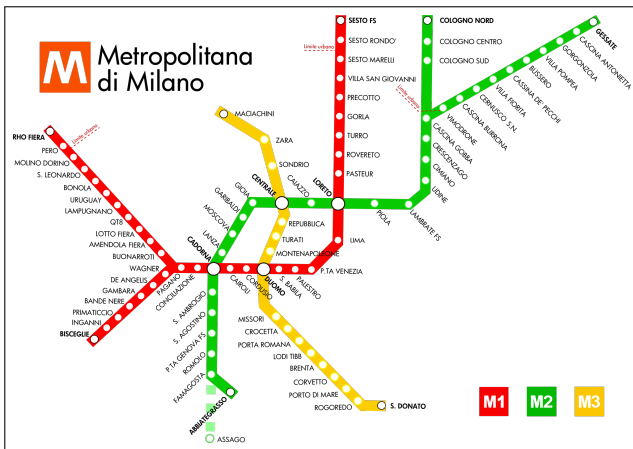 M
Metropolitana
di Milano
SESTO FS
Limite urbano
SESTO RONDO'
SESTO MARELLI
VILLA SAN GIOVANNI
PRECOTTO
GORLA
TURRO
ROVERETO
PASTEUR
LORETO
LIMA
P.TA VENEZIA
PALESTRO
S. BABILA
DUOMO
CORDUSIO
CAIROLI
CADORNA
CONCILIAZIONE
PAGANO
RHO FIERA
Limite urbano
PERO
MOLINO DORINO
S. LEONARDO
BONOLA
URUGUAY
LAMPUGNANO
QT8
LOTTO FIERA
AMENDOLA FIERA
BUONARROTI
WAGNER
DE ANGELIS
GAMBARA
BANDE NERE
PRIMATICCIO
INGANNI
BISCEGLIE
COLOGNO NORD
COLOGNO CENTRO
COLOGNO SUD
GESSATE
CASCINA ANTONIETTA
GORGONZOLA
VILLA POMPEA
BUSSERO
CASSINA DE' PECCHI
VILLA FIORITA
CERNUSCO S.N.
CASCINA BURRONA
VIMODRONE
Limite urbano
CASCINA GOBBA
CRESCENZAGO
CIMIANO
UDINE
LAMBRATE FS
PIOLA
CAIAZZO
CENTRALE
GIOIA
GARIBALDI
MOSCOVA
LANZA
S. AMBROGIO
S. AGOSTINO
P.TA GENOVA FS
ROMOLO
FAMAGOSTA
ABBIATEGRASSO
ASSAGO
MACIACHINI
ZARA
SONDRIO
REPUBBLICA
TURATI
MONTENAPOLEONE
MISSORI
CROCETTA
PORTA ROMANA
LODI TIBB
BRENTA
CORVETTO
PORTO DI MARE
ROGOREDO
S. DONATO
M1
M2
M3